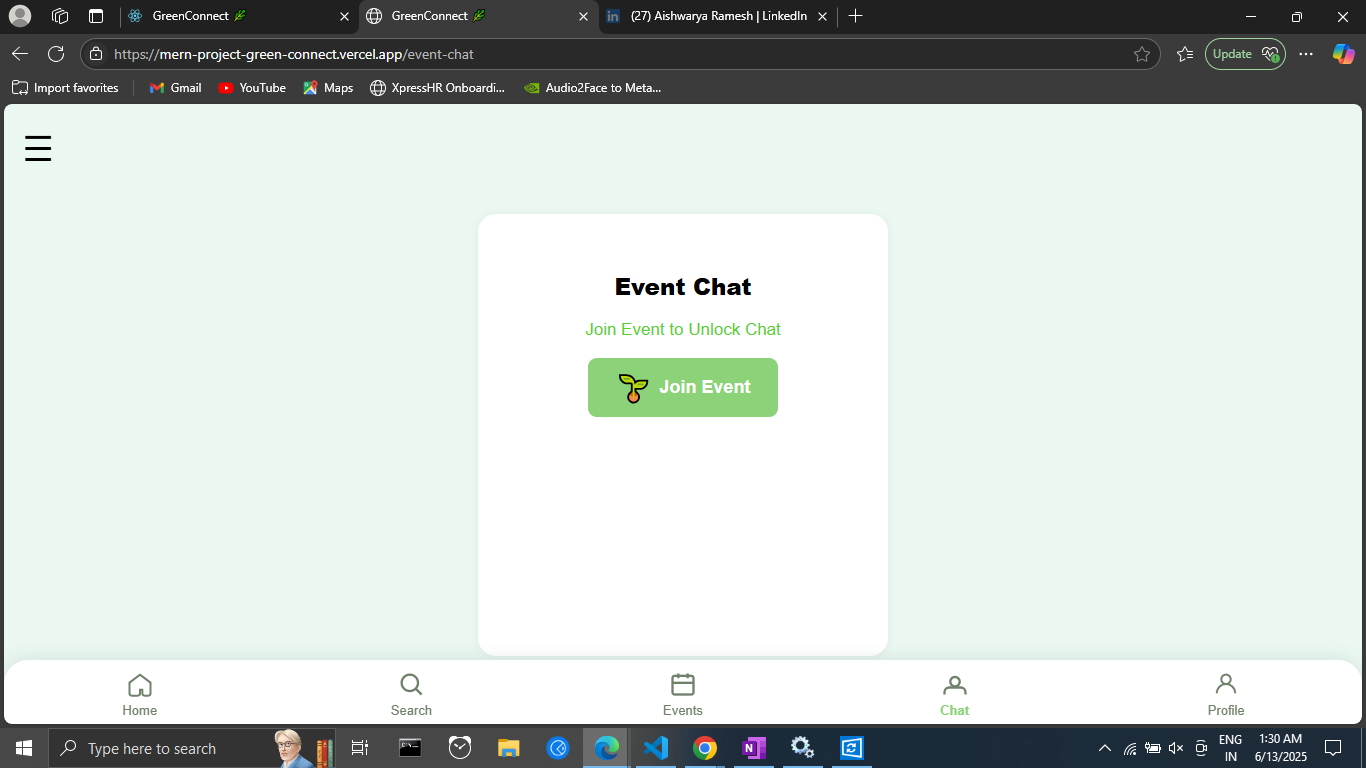 GreenConnect
GreenConnect
(27) Aishwarya Ramesh | LinkedIn
https://mern-project-green-connect.vercel.app/event-chat
Update
Import favorites
Gmail
YouTube
Maps
XpressHR Onboardi...
Audio2Face to Meta...
Event Chat
Join Event to Unlock Chat
Join Event
Home
Search
Events
Chat
Profile
Type here to search
ENG
IN
1:30 AM
6/13/2025